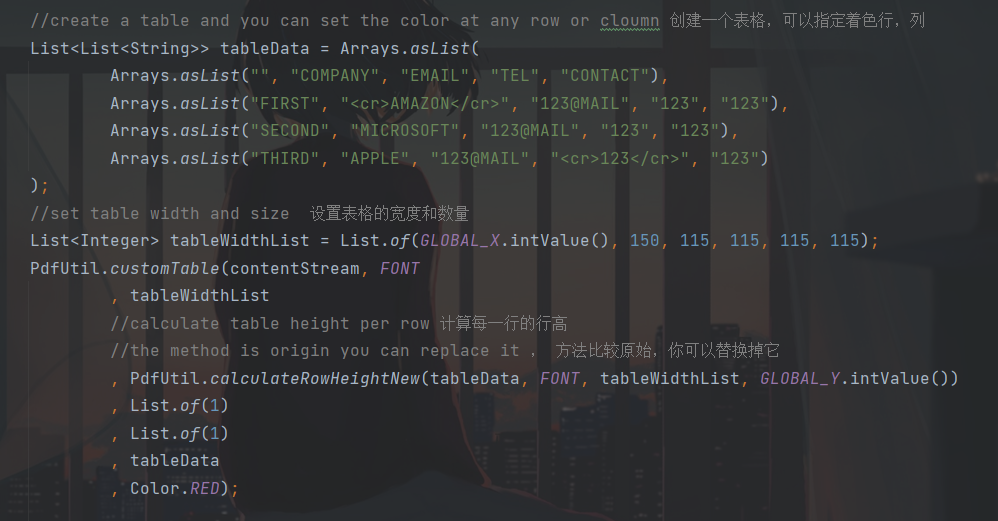 //create a table and you can set the color at any row or cloumn 创建一个表格，可以指定着色行，列
List<List<String>> tableData = Arrays.asList(
Arrays.asList("", "COMPANY", "EMAIL", "TEL", "CONTACT"),
Arrays.asList("FIRST", "<cr>AMAZON</cr>", "123@MAIL", "123", "123"),
Arrays.asList("SECOND", "MICROSOFT", "123@MAIL", "123", "123"),
Arrays.asList("THIRD", "APPLE", "123@MAIL", "<cr>123</cr>", "123")
);
//set table width and size  设置表格的宽度和数量
List<Integer> tableWidthList = List.of(GLOBAL_X.intValue(), 150, 115, 115, 115, 115);
PdfUtil.customTable(contentStream, FONT
, tableWidthList
//calculate table height per row 计算每一行的行高
//the method is origin you can replace it ， 方法比较原始，你可以替换掉它
, PdfUtil.calculateRowHeightNew(tableData, FONT, tableWidthList, GLOBAL_Y.intValue())
, List.of(1)
, List.of(1)
, tableData
, Color.RED);